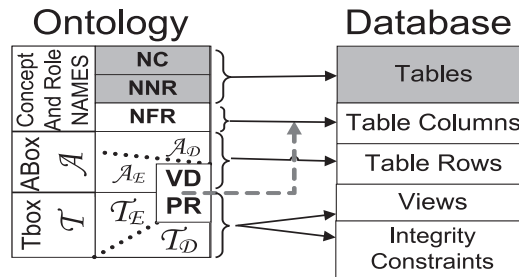 Ontology
Database
Concept
And Role
NAMES
NC
NNR
NFR
ABox
𝒜
𝒜_D
𝒜_E
VD
PR
Tbox
𝒯
𝒯_E
𝒯_D
Tables
Table Columns
Table Rows
Views
Integrity
Constraints